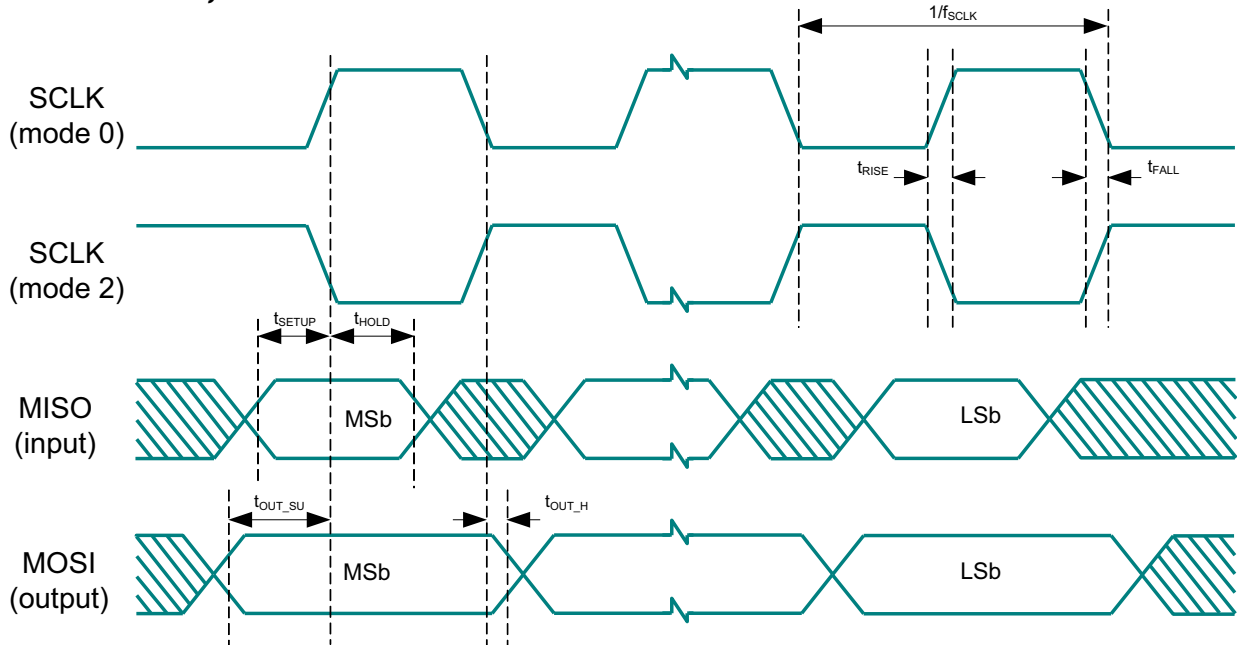 1/fSCLK
SCLK
(mode 0)
tRISE
tFALL
SCLK
(mode 2)
tSETUP
tHOLD
MISO
(input)
MSb
LSb
tOUT_SU
tOUT_H
MOSI
(output)
MSb
LSb